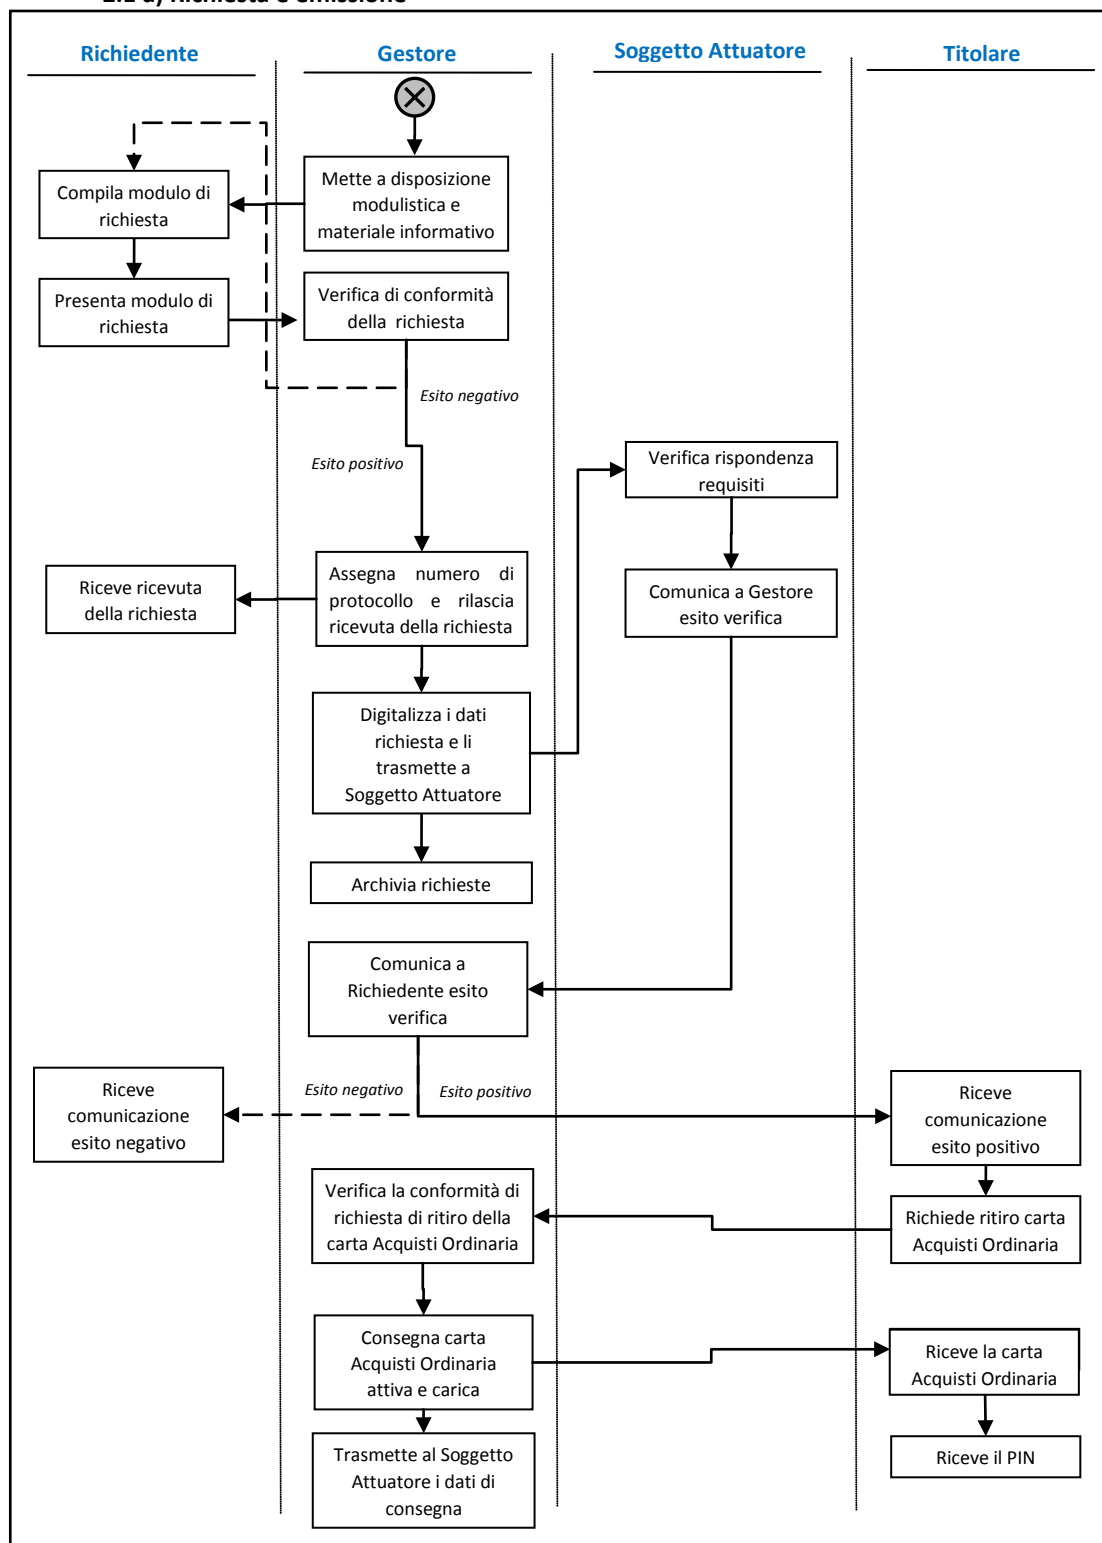 Richiedente
Gestore
Soggetto Attuatore
Titolare
Mette a disposizione
modulistica e
materiale informativo
Compila modulo di
richiesta
Presenta modulo di
richiesta
Verifica di conformità
della richiesta
Esito negativo
Esito positivo
Verifica rispondenza
requisiti
Assegna numero di
protocollo e rilascia
ricevuta della richiesta
Riceve ricevuta
della richiesta
Comunica a Gestore
esito verifica
Digitalizza i dati
richiesta e li
trasmette a
Soggetto Attuatore
Archivia richieste
Comunica a
Richiedente esito
verifica
Esito negativo
Esito positivo
Riceve
comunicazione
esito negativo
Riceve
comunicazione
esito positivo
Verifica la conformità di
richiesta di ritiro della
carta Acquisti Ordinaria
Richiede ritiro carta
Acquisti Ordinaria
Consegna carta
Acquisti Ordinaria
attiva e carica
Riceve la carta
Acquisti Ordinaria
Trasmette al Soggetto
Attuatore i dati di
consegna
Riceve il PIN